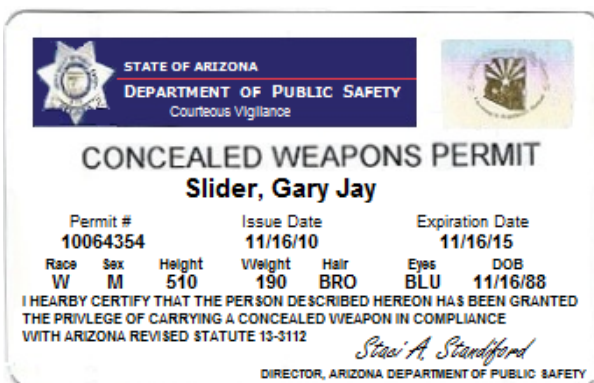 STATE OF ARIZONA
DEPARTMENT OF PUBLIC SAFETY
Courteous Vigilance
CONCEALED WEAPONS PERMIT
Slider, Gary Jay
Permit # Issue Date Expiration Date
10064354 11/16/10 11/16/15
Race Sex Height Weight Hair Eyes DOB
W M 510 190 BRO BLU 11/16/88
I HEARBY CERTIFY THAT THE PERSON DESCRIBED HEREON HAS BEEN GRANTED
THE PRIVLEGE OF CARRYING A CONCEALED WEAPON IN COMPLIANCE
WITH ARIZONA REVISED STATUTE 13-3112
Staci A. Standiford
DIRECTOR, ARIZONA DEPARTMENT OF PUBLIC SAFETY